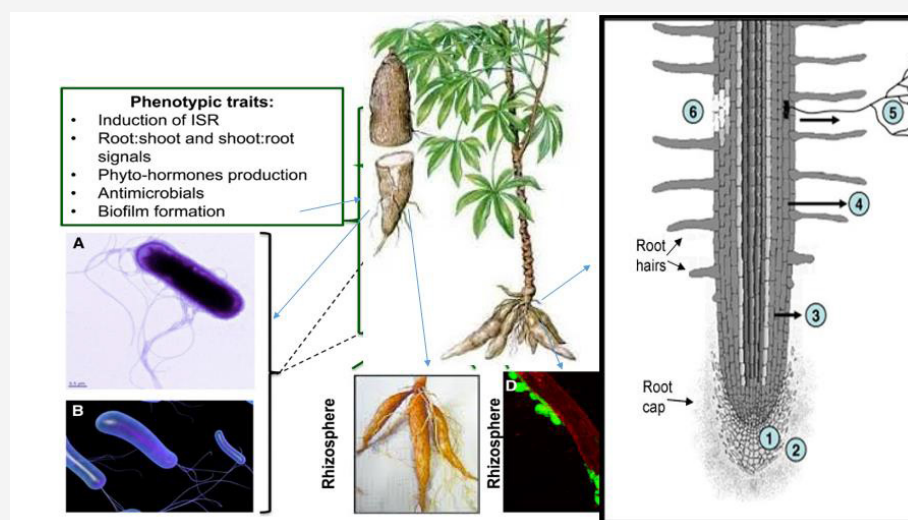 Phenotypic traits:
• Induction of ISR
• Root:shoot and shoot:root
signals
• Phyto-hormones production
• Antimicrobials
• Biofilm formation
A
B
Rhizosphere
Rhizosphere
D
6
5
4
Root
hairs
3
Root
cap
1
2